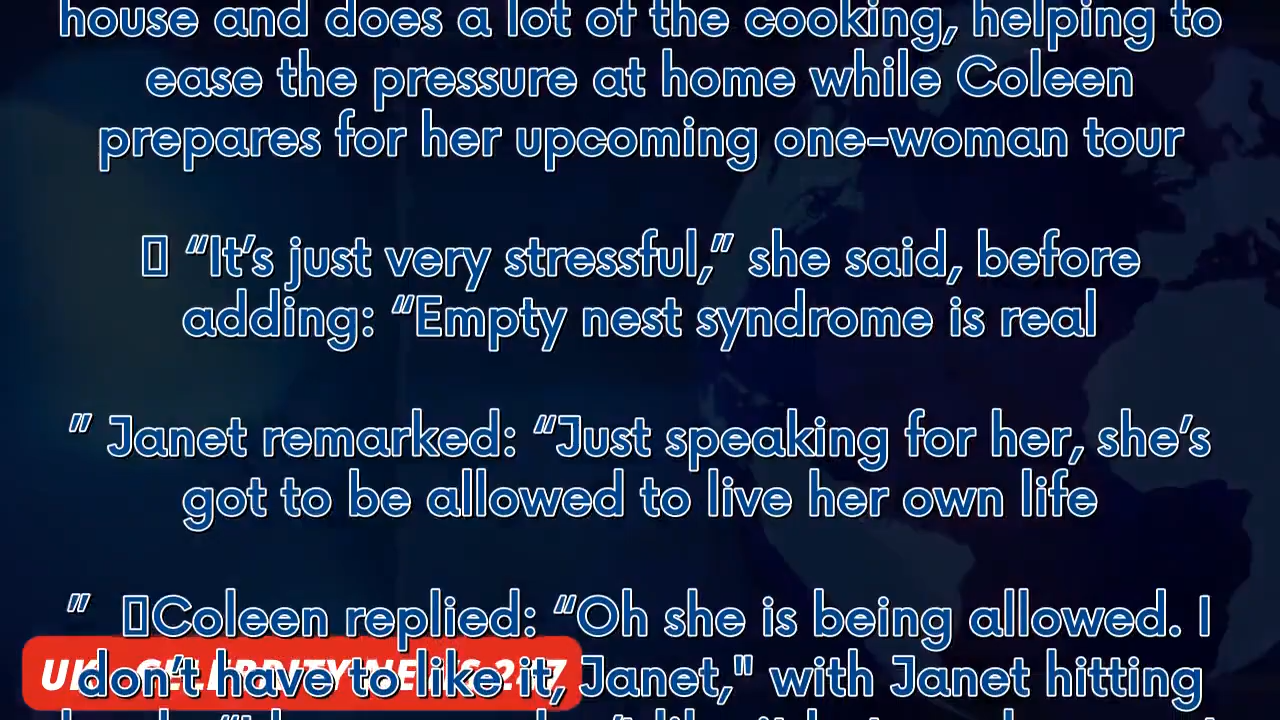 house and does a lot of the cooking, helping to
ease the pressure at home while Coleen
prepares for her upcoming one-woman tour
“It’s just very stressful,” she said, before
adding: “Empty nest syndrome is real
” Janet remarked: “Just speaking for her, she’s
got to be allowed to live her own life
” Coleen replied: “Oh she is being allowed. I
don’t have to like it, Janet," with Janet hitting